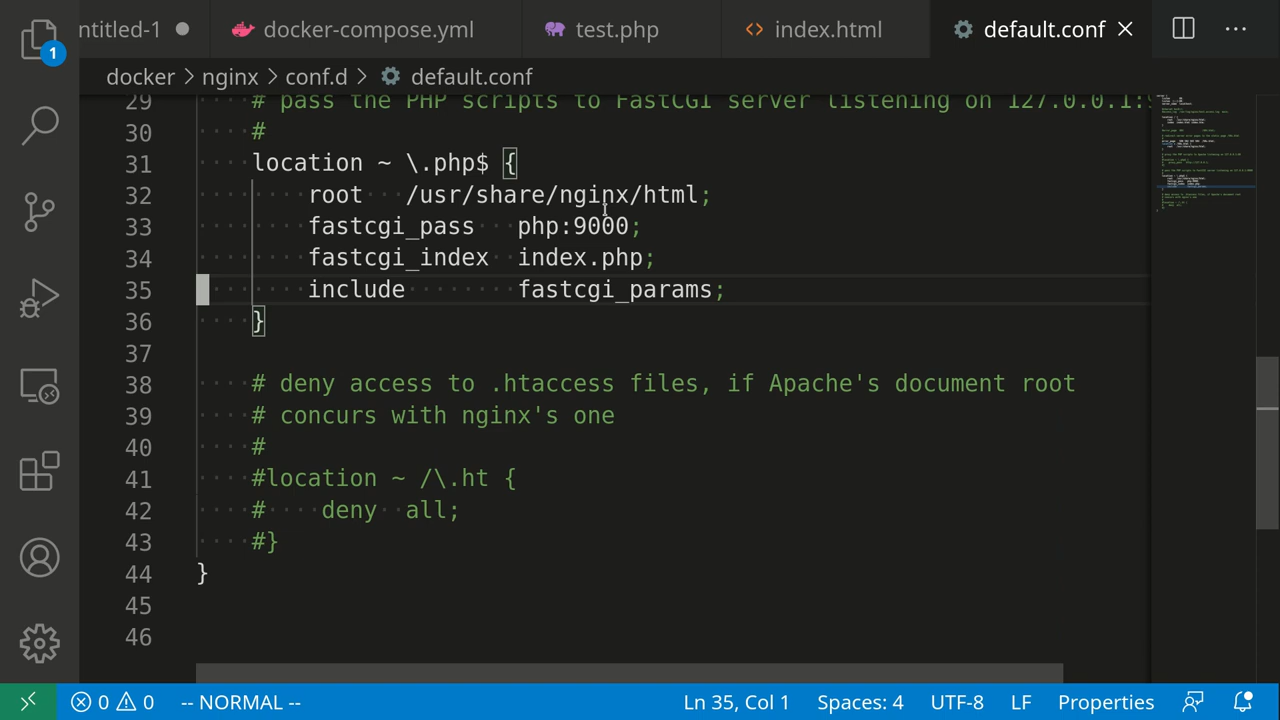 ntitled-1 docker-compose.yml test.php index.html default.conf
1
docker > nginx > conf.d > default.conf
29 # pass the PHP scripts to FastCGI server listening on 127.0.0.1:
30 #
31 location ~ \.php$ {
32 root /usr/share/nginx/html;
33 fastcgi_pass php:9000;
34 fastcgi_index index.php;
35 include fastcgi_params;
36 }
37
38 # deny access to .htaccess files, if Apache's document root
39 # concurs with nginx's one
40 #
41 #location ~ /\.ht {
42 # deny all;
43 #}
44 }
45
46
0 0 -- NORMAL -- Ln 35, Col 1 Spaces: 4 UTF-8 LF Properties